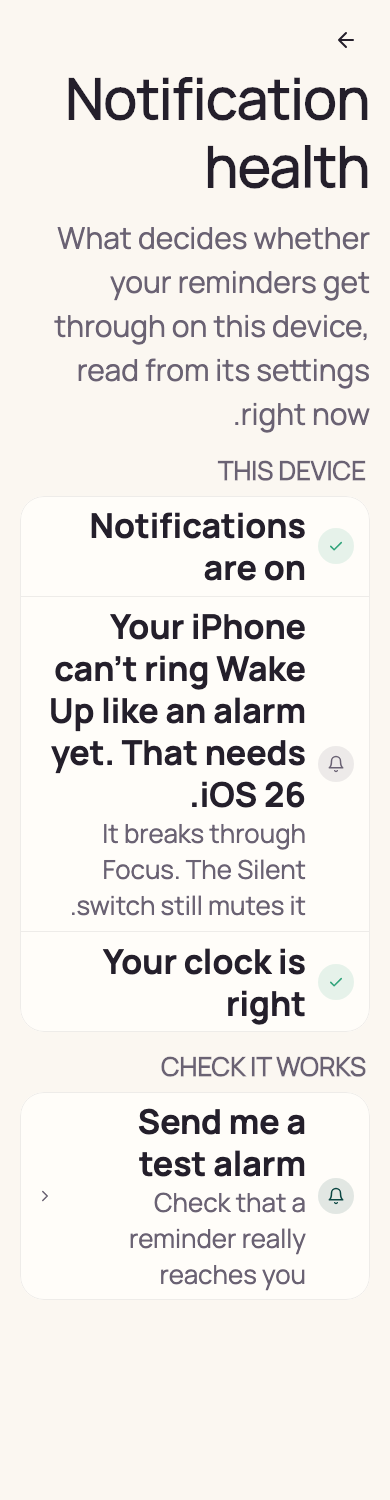 Notification
health
What decides whether
your reminders get
through on this device,
read from its settings
.right now
THIS DEVICE
Notifications
are on
Your iPhone
can't ring Wake
Up like an alarm
yet. That needs
.iOS 26
It breaks through
Focus. The Silent
.switch still mutes it
Your clock is
right
CHECK IT WORKS
Send me a
test alarm
Check that a
reminder really
reaches you